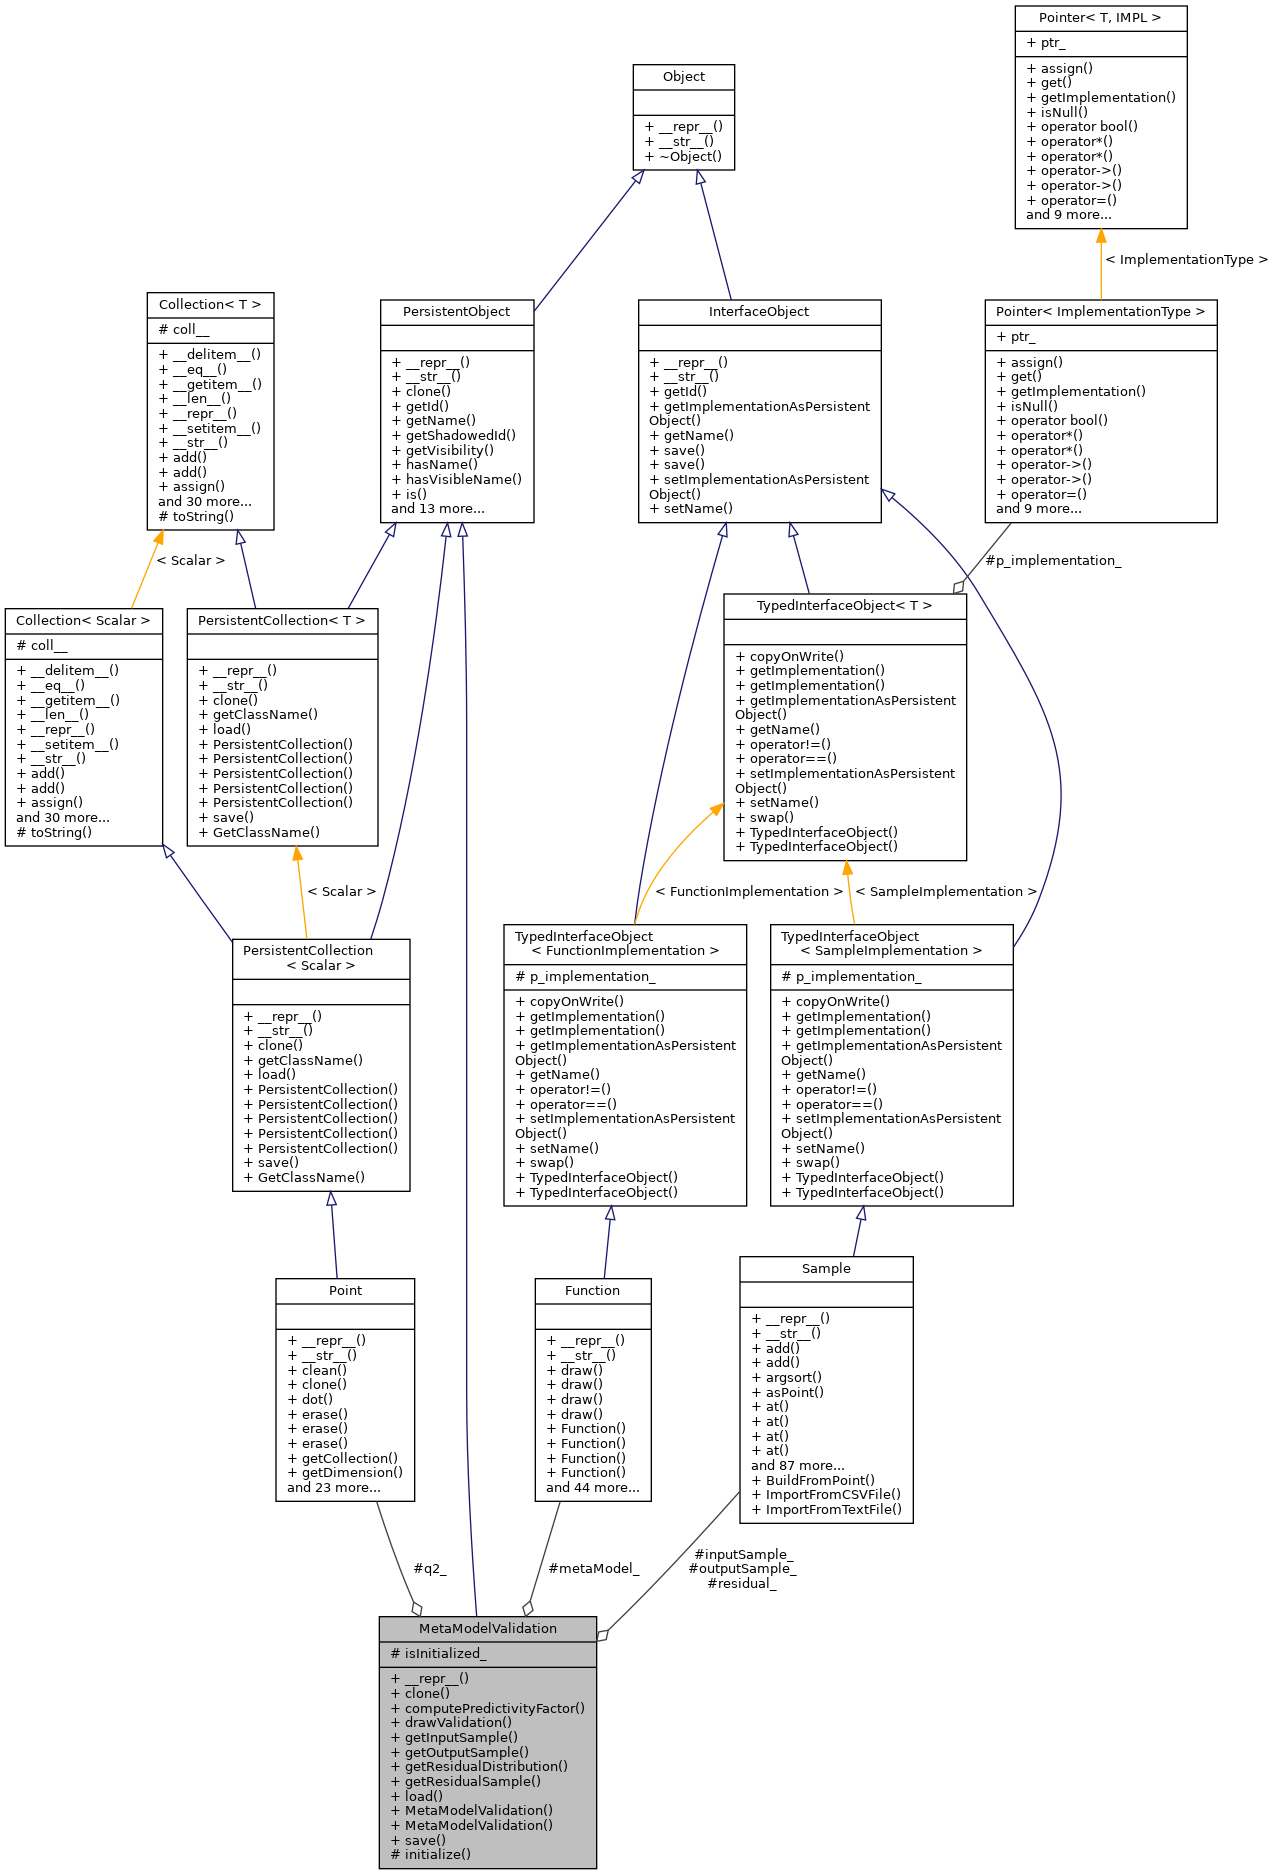 Pointer< T, IMPL >
+ ptr_
+ assign()
+ get()
+ getImplementation()
+ isNull()
+ operator bool()
+ operator*()
+ operator*()
+ operator->()
+ operator->()
+ operator=()
and 9 more...
Object
+ __repr__()
+ __str__()
+ ~Object()
< ImplementationType >
Collection< T >
# coll__
+ __delitem__()
+ __eq__()
+ __getitem__()
+ __len__()
+ __repr__()
+ __setitem__()
+ __str__()
+ add()
+ add()
+ assign()
and 30 more...
# toString()
PersistentObject
+ __repr__()
+ __str__()
+ clone()
+ getId()
+ getName()
+ getShadowedId()
+ getVisibility()
+ hasName()
+ hasVisibleName()
+ is()
and 13 more...
InterfaceObject
+ __repr__()
+ __str__()
+ getId()
+ getImplementationAsPersistent
Object()
+ getName()
+ save()
+ save()
+ setImplementationAsPersistent
Object()
+ setName()
Pointer< ImplementationType >
+ ptr_
+ assign()
+ get()
+ getImplementation()
+ isNull()
+ operator bool()
+ operator*()
+ operator*()
+ operator->()
+ operator->()
+ operator=()
and 9 more...
< Scalar >
#p_implementation_
Collection< Scalar >
# coll__
+ __delitem__()
+ __eq__()
+ __getitem__()
+ __len__()
+ __repr__()
+ __setitem__()
+ __str__()
+ add()
+ add()
+ assign()
and 30 more...
# toString()
PersistentCollection< T >
+ __repr__()
+ __str__()
+ clone()
+ getClassName()
+ load()
+ PersistentCollection()
+ PersistentCollection()
+ PersistentCollection()
+ PersistentCollection()
+ PersistentCollection()
+ save()
+ GetClassName()
TypedInterfaceObject< T >
+ copyOnWrite()
+ getImplementation()
+ getImplementation()
+ getImplementationAsPersistent
Object()
+ getName()
+ operator!=()
+ operator==()
+ setImplementationAsPersistent
Object()
+ setName()
+ swap()
+ TypedInterfaceObject()
+ TypedInterfaceObject()
< Scalar >
< FunctionImplementation >
< SampleImplementation >
PersistentCollection
< Scalar >
+ __repr__()
+ __str__()
+ clone()
+ getClassName()
+ load()
+ PersistentCollection()
+ PersistentCollection()
+ PersistentCollection()
+ PersistentCollection()
+ PersistentCollection()
+ save()
+ GetClassName()
TypedInterfaceObject
< FunctionImplementation >
# p_implementation_
+ copyOnWrite()
+ getImplementation()
+ getImplementation()
+ getImplementationAsPersistent
Object()
+ getName()
+ operator!=()
+ operator==()
+ setImplementationAsPersistent
Object()
+ setName()
+ swap()
+ TypedInterfaceObject()
+ TypedInterfaceObject()
TypedInterfaceObject
< SampleImplementation >
# p_implementation_
+ copyOnWrite()
+ getImplementation()
+ getImplementation()
+ getImplementationAsPersistent
Object()
+ getName()
+ operator!=()
+ operator==()
+ setImplementationAsPersistent
Object()
+ setName()
+ swap()
+ TypedInterfaceObject()
+ TypedInterfaceObject()
Point
+ __repr__()
+ __str__()
+ clean()
+ clone()
+ dot()
+ erase()
+ erase()
+ erase()
+ getCollection()
+ getDimension()
and 23 more...
Function
+ __repr__()
+ __str__()
+ draw()
+ draw()
+ draw()
+ draw()
+ Function()
+ Function()
+ Function()
+ Function()
and 44 more...
Sample
+ __repr__()
+ __str__()
+ add()
+ add()
+ argsort()
+ asPoint()
+ at()
+ at()
+ at()
+ at()
and 87 more...
+ BuildFromPoint()
+ ImportFromCSVFile()
+ ImportFromTextFile()
#q2_
#metaModel_
#inputSample_
#outputSample_
#residual_
MetaModelValidation
# isInitialized_
+ __repr__()
+ clone()
+ computePredictivityFactor()
+ drawValidation()
+ getInputSample()
+ getOutputSample()
+ getResidualDistribution()
+ getResidualSample()
+ load()
+ MetaModelValidation()
+ MetaModelValidation()
+ save()
# initialize()